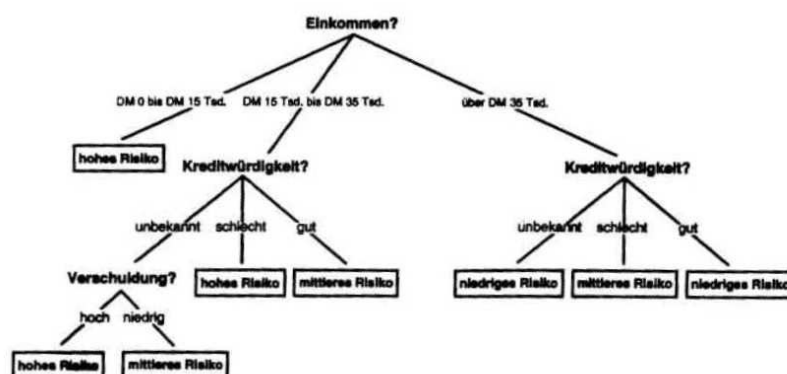 Einkommen?
DM 0 bis DM 15 Tsd. DM 15 Tsd. bis DM 35 Tsd. über DM 35 Tsd.
hohes Risiko
Kreditwürdigkeit? Kreditwürdigkeit?
unbekannt schlecht gut unbekannt schlecht gut
Verschuldung? hohes Risiko mittleres Risiko niedriges Risiko mittleres Risiko niedriges Risiko
hoch niedrig
hohes Risiko mittleres Risiko